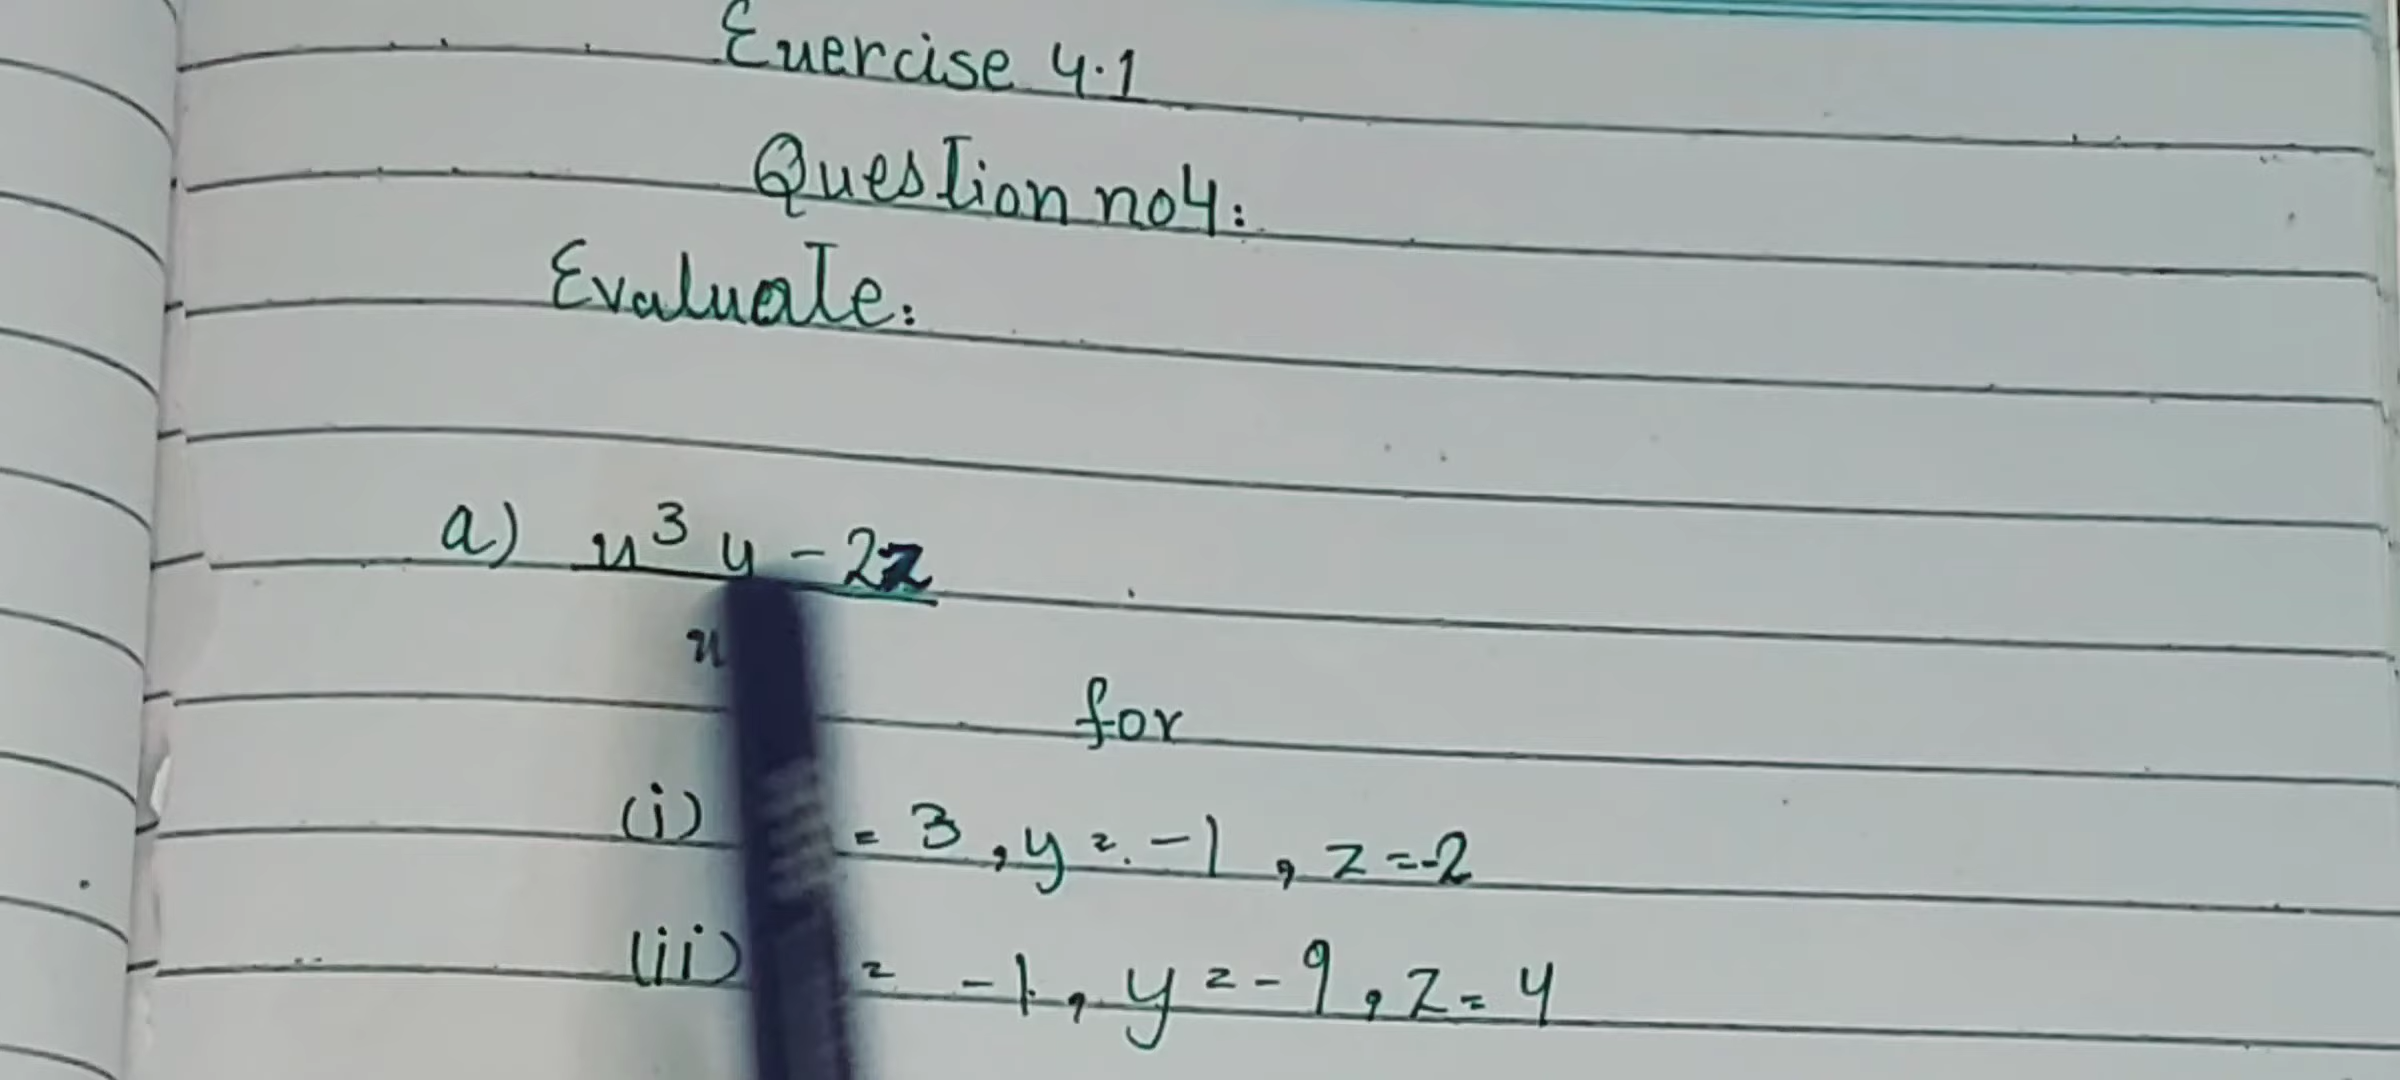 Exercise 4.1
Question no4:
Evaluate:
a) x³y - 2z
x
for
(i) = 3, y = -1, z = -2
(ii) = -1, y = -9, z = 4